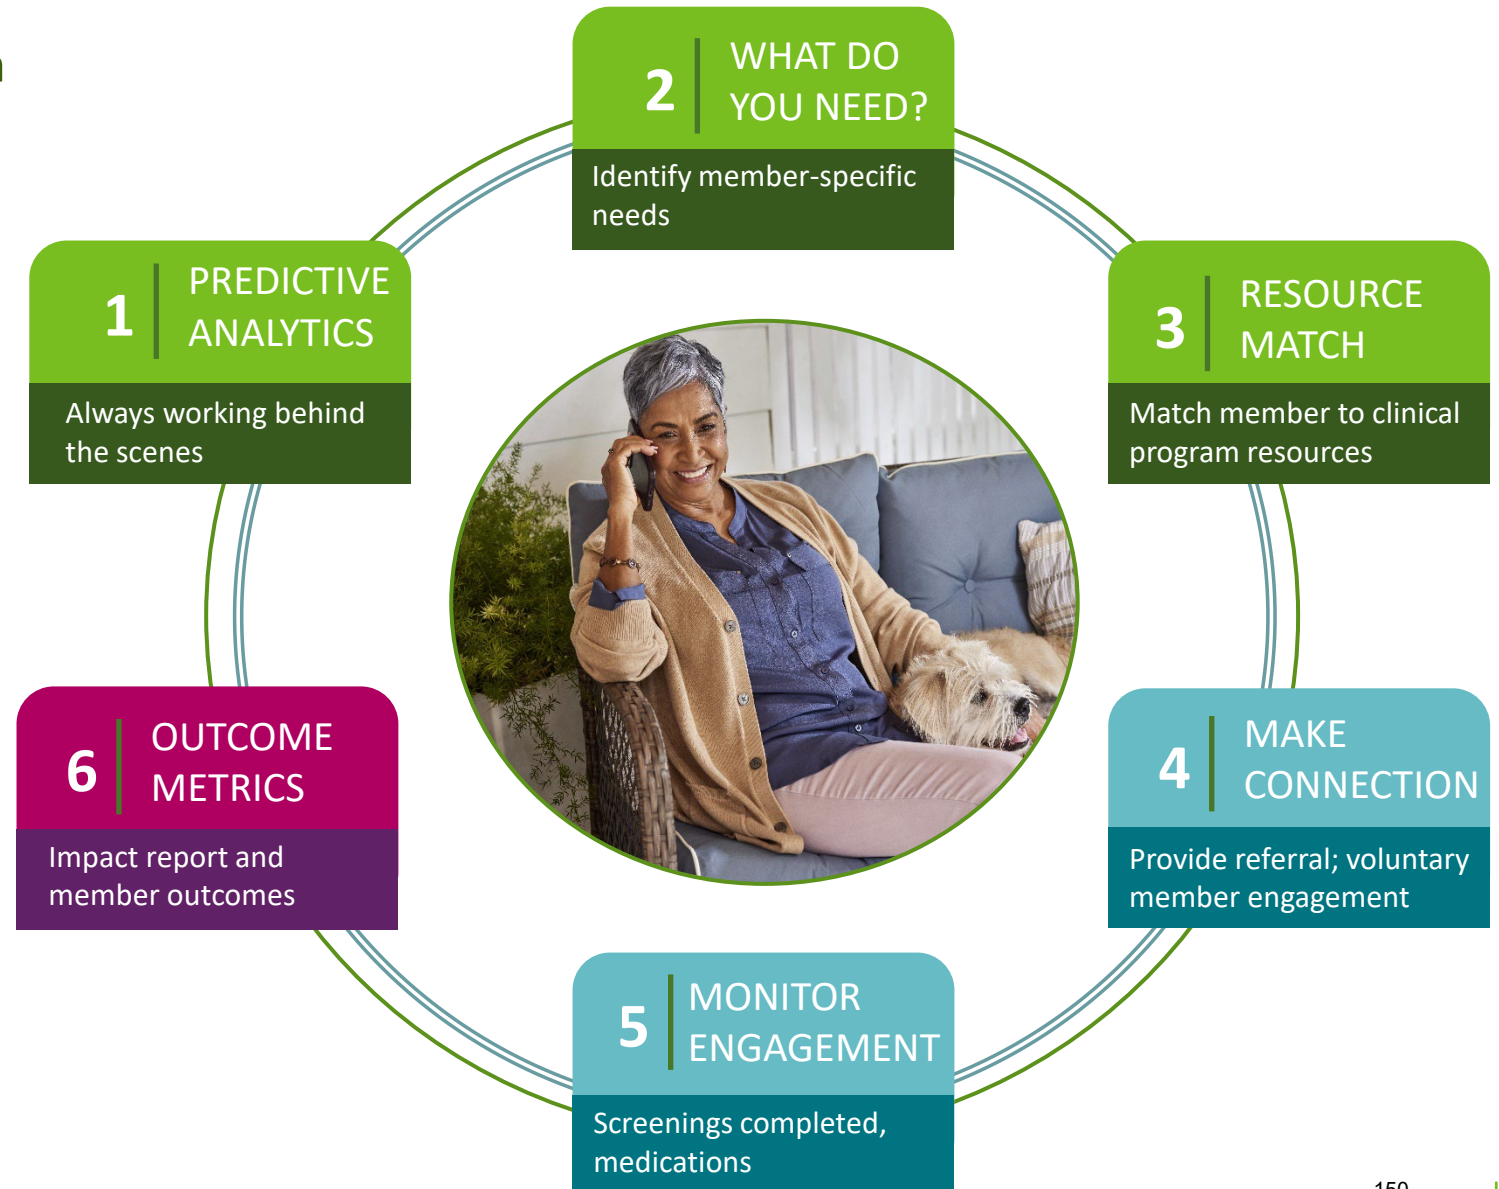 2
WHAT DO
YOU NEED?
Identify member-specific
needs
1
PREDICTIVE
ANALYTICS
Always working behind
the scenes
3
RESOURCE
MATCH
Match member to clinical
program resources
6
OUTCOME
METRICS
Impact report and
member outcomes
4
MAKE
CONNECTION
Provide referral; voluntary
member engagement
5
MONITOR
ENGAGEMENT
Screenings completed,
medications
150